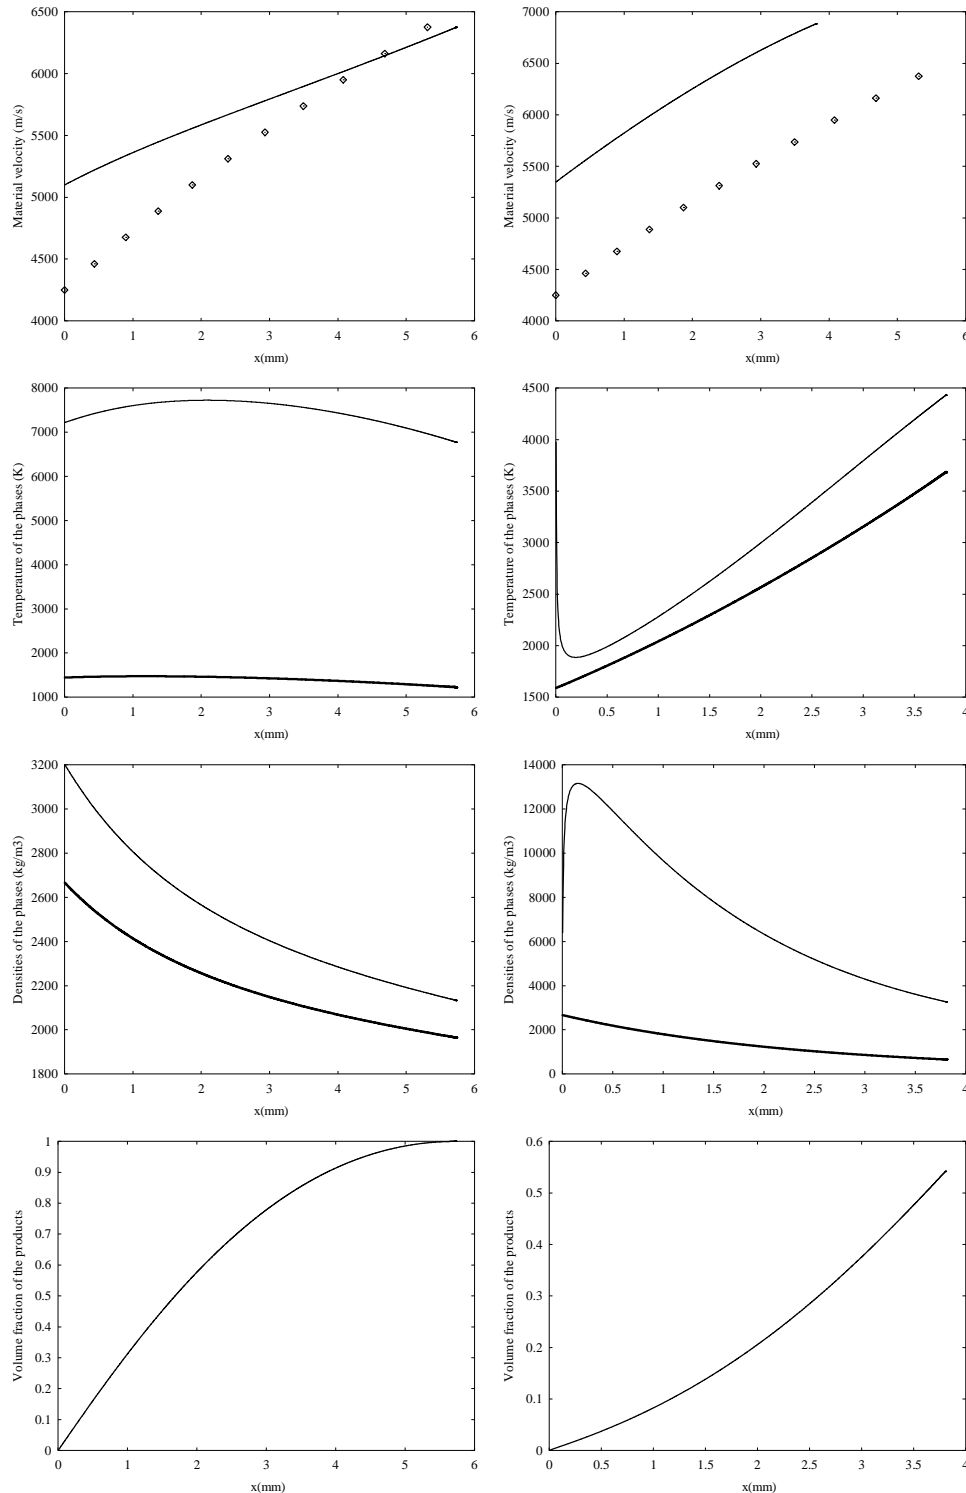 6500
6000
5500
5000
4500
4000
Material velocity (m/s)
0 1 2 3 4 5 6
x(mm)
7000
6500
6000
5500
5000
4500
4000
Material velocity (m/s)
0 1 2 3 4 5 6
x(mm)
8000
7000
6000
5000
4000
3000
2000
1000
Temperature of the phases (K)
0 1 2 3 4 5 6
x(mm)
4500
4000
3500
3000
2500
2000
1500
Temperature of the phases (K)
0 0.5 1 1.5 2 2.5 3 3.5 4
x(mm)
3200
3000
2800
2600
2400
2200
2000
1800
Densities of the phases (kg/m3)
0 1 2 3 4 5 6
x(mm)
14000
12000
10000
8000
6000
4000
2000
0
Densities of the phases (kg/m3)
0 0.5 1 1.5 2 2.5 3 3.5 4
x(mm)
1
0.9
0.8
0.7
0.6
0.5
0.4
0.3
0.2
0.1
0
Volume fraction of the products
0 1 2 3 4 5 6
x(mm)
0.6
0.5
0.4
0.3
0.2
0.1
0
Volume fraction of the products
0 0.5 1 1.5 2 2.5 3 3.5 4
x(mm)